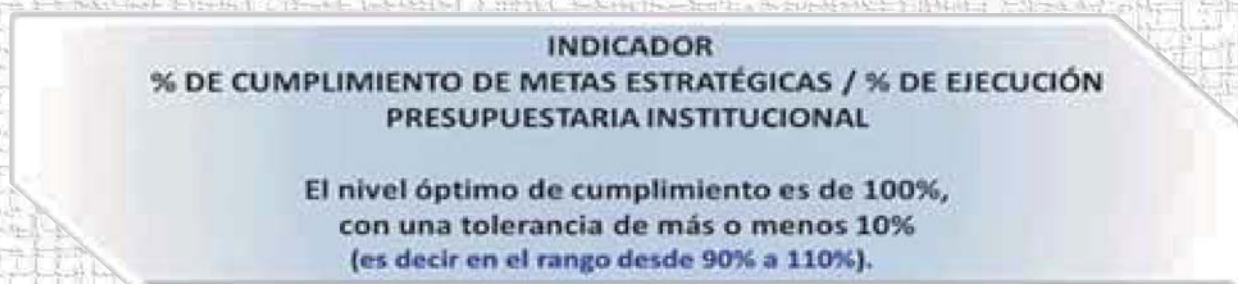 INDICADOR
% DE CUMPLIMIENTO DE METAS ESTRATÉGICAS / % DE EJECUCIÓN
PRESUPUESTARIA INSTITUCIONAL
El nivel óptimo de cumplimiento es de 100%,
con una tolerancia de más o menos 10%
(es decir en el rango desde 90% a 110%).